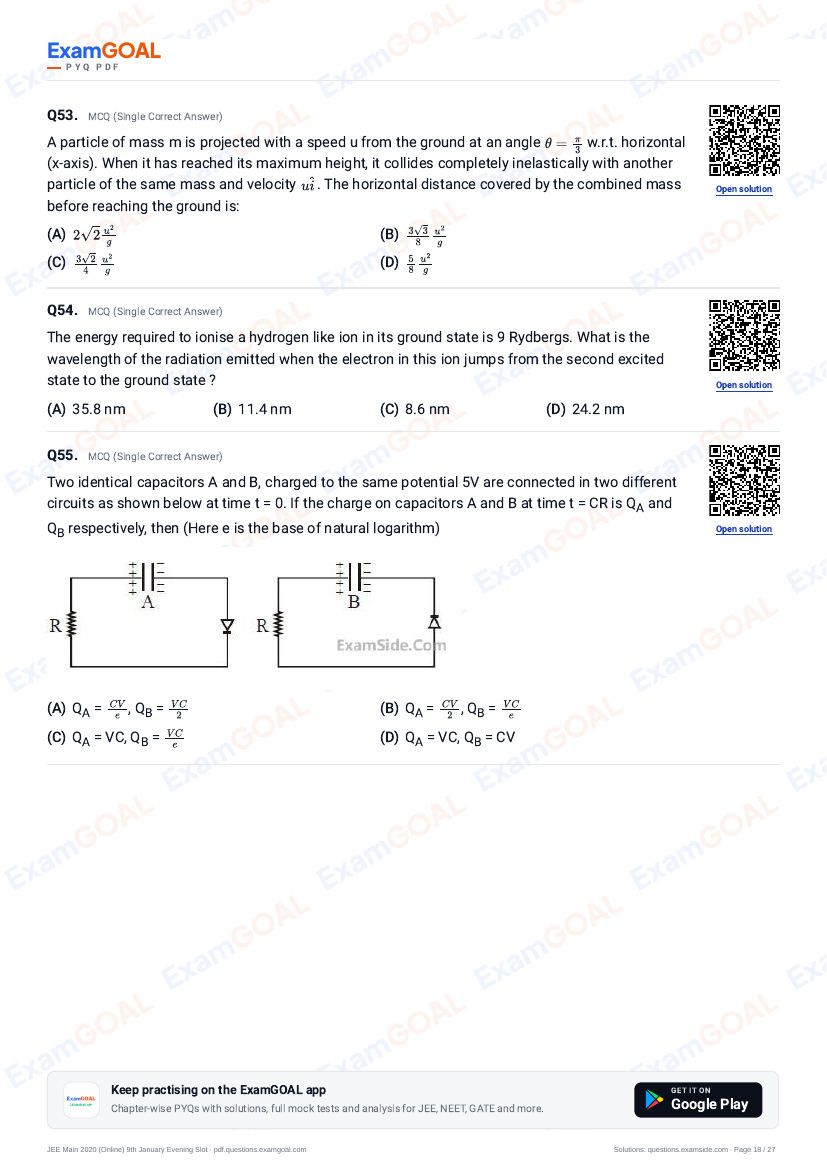 ExamGOAL
PYQ PDF
Q53. MCQ (Single Correct Answer)
A particle of mass m is projected with a speed u from the ground at an angle θ = π/3 w.r.t. horizontal
(x-axis). When it has reached its maximum height, it collides completely inelastically with another
particle of the same mass and velocity u î . The horizontal distance covered by the combined mass
before reaching the ground is:
(A) 2√2 u²/g
(B) 3√3/8 u²/g
(C) 3√2/4 u²/g
(D) 5/8 u²/g
Open solution
Q54. MCQ (Single Correct Answer)
The energy required to ionise a hydrogen like ion in its ground state is 9 Rydbergs. What is the
wavelength of the radiation emitted when the electron in this ion jumps from the second excited
state to the ground state ?
(A) 35.8 nm (B) 11.4 nm (C) 8.6 nm (D) 24.2 nm
Open solution
Q55. MCQ (Single Correct Answer)
Two identical capacitors A and B, charged to the same potential 5V are connected in two different
circuits as shown below at time t = 0. If the charge on capacitors A and B at time t = CR is Q_A and
Q_B respectively, then (Here e is the base of natural logarithm)
Open solution
A
R
B
R
ExamSide.Com
(A) Q_A = CV/e, Q_B = VC/2
(B) Q_A = CV/2, Q_B = VC/e
(C) Q_A = VC, Q_B = VC/e
(D) Q_A = VC, Q_B = CV
Keep practising on the ExamGOAL app
Chapter-wise PYQs with solutions, full mock tests and analysis for JEE, NEET, GATE and more.
GET IT ON
Google Play
JEE Main 2020 (Online) 9th January Evening Slot · pdf.questions.examgoal.com
Solutions: questions.examside.com · Page 18 / 27